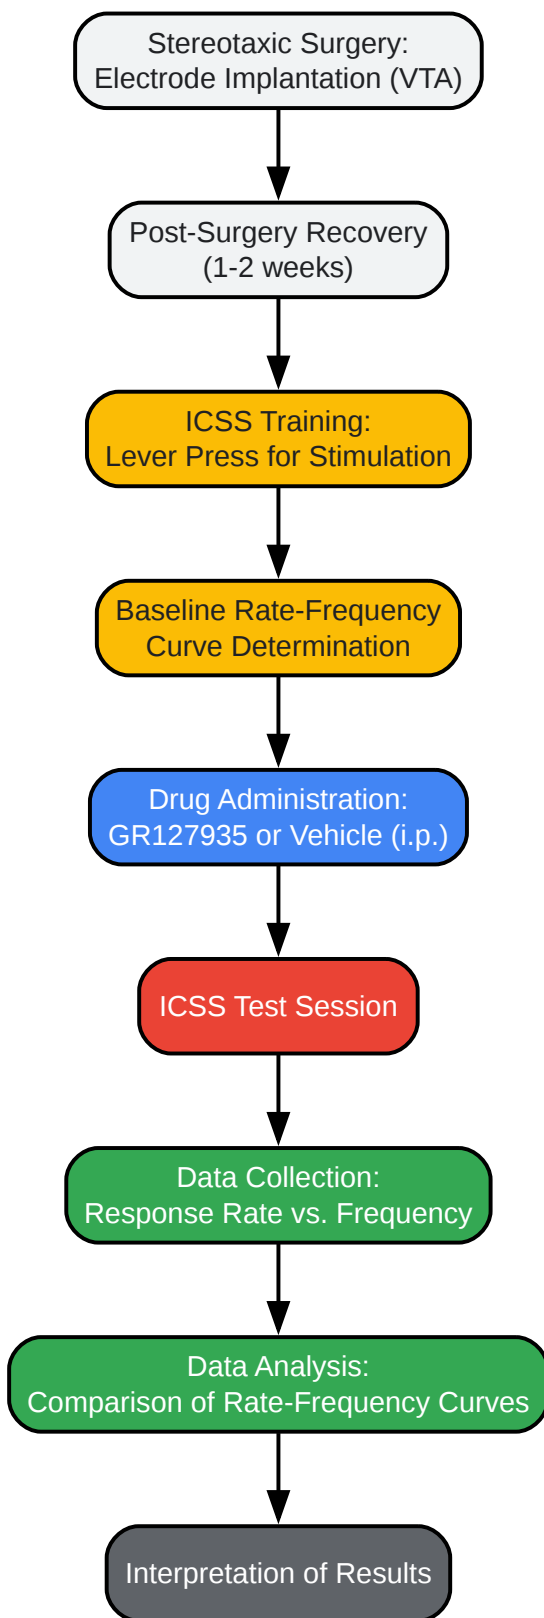 Stereotaxic Surgery:
Electrode Implantation (VTA)
Post-Surgery Recovery
(1-2 weeks)
ICSS Training:
Lever Press for Stimulation
Baseline Rate-Frequency
Curve Determination
Drug Administration:
GR127935 or Vehicle (i.p.)
ICSS Test Session
Data Collection:
Response Rate vs. Frequency
Data Analysis:
Comparison of Rate-Frequency Curves
Interpretation of Results